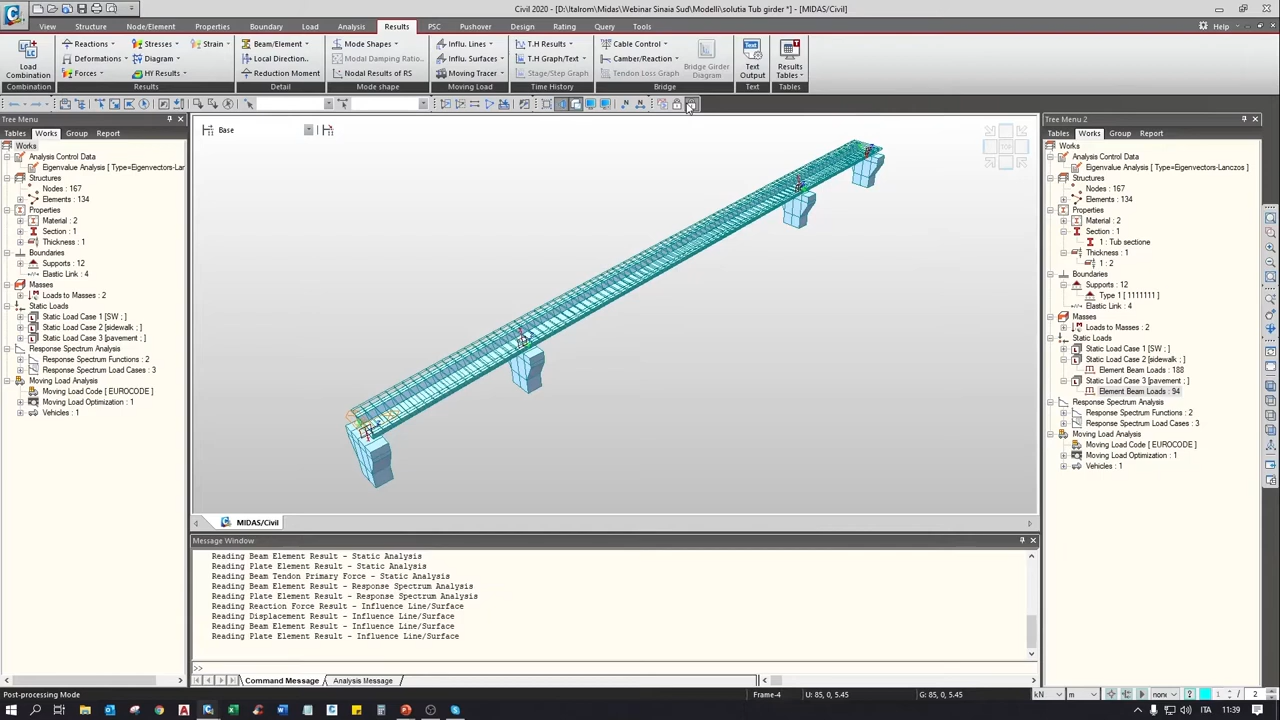 Civil 2020 - [D:\Italrom\Midas\Webinar Sinaia Sud\Modelli\solutia Tub girder *] - [MIDAS/Civil]
View Structure Node/Element Properties Boundary Load Analysis Results PSC Pushover Design Rating Query Tools Help
Load Combination
Reactions
Deformations
Forces
Stresses
Diagram
HY Results
Strain
Beam/Element
Local Direction..
Reduction Moment
Mode Shapes
Modal Damping Ratio..
Nodal Results of RS
Influ. Lines
Influ. Surfaces
Moving Tracer
T.H Results
T.H Graph/Text
Stage/Step Graph
Cable Control
Camber/Reaction
Tendon Loss Graph
Bridge Girder Diagram
Text Output
Results Tables
Combination Results Detail Mode shape Moving Load Time History Bridge Text Tables
Tree Menu
Tables Works Group Report
Works
Analysis Control Data
Eigenvalue Analysis [ Type=Eigenvectors-Lanc
Structures
Nodes : 167
Elements : 134
Properties
Material : 2
Section : 1
Thickness : 1
Boundaries
Supports : 12
Elastic Link : 4
Masses
Loads to Masses : 2
Static Loads
Static Load Case 1 [SW ; ]
Static Load Case 2 [sidewalk ; ]
Static Load Case 3 [pavement ; ]
Response Spectrum Analysis
Response Spectrum Functions : 2
Response Spectrum Load Cases : 3
Moving Load Analysis
Moving Load Code [ EUROCODE ]
Moving Load Optimization : 1
Vehicles : 1
Base
TOP
MIDAS/Civil
Message Window
Reading Beam Element Result - Static Analysis
Reading Plate Element Result - Static Analysis
Reading Beam Tendon Primary Force - Static Analysis
Reading Beam Element Result - Response Spectrum Analysis
Reading Plate Element Result - Response Spectrum Analysis
Reading Reaction Force Result - Influence Line/Surface
Reading Displacement Result - Influence Line/Surface
Reading Beam Element Result - Influence Line/Surface
Reading Plate Element Result - Influence Line/Surface
>>
Command Message Analysis Message
Tree Menu 2
Tables Works Group Report
Works
Analysis Control Data
Eigenvalue Analysis [ Type=Eigenvectors-Lanczos
Structures
Nodes : 167
Elements : 134
Properties
Material : 2
Section : 1
1 : Tub sectione
Thickness : 1
1 : 2
Boundaries
Supports : 12
Type 1 [ 1111111 ]
Elastic Link : 4
Masses
Loads to Masses : 2
Static Loads
Static Load Case 1 [SW ; ]
Static Load Case 2 [sidewalk ; ]
Element Beam Loads : 188
Static Load Case 3 [pavement ; ]
Element Beam Loads : 94
Response Spectrum Analysis
Response Spectrum Functions : 2
Response Spectrum Load Cases : 3
Moving Load Analysis
Moving Load Code [ EUROCODE ]
Moving Load Optimization : 1
Vehicles : 1
Post-processing Mode Frame-4 U: 85, 0, 5.45 G: 85, 0, 5.45 kN m none 1 / 2
ITA 11:39